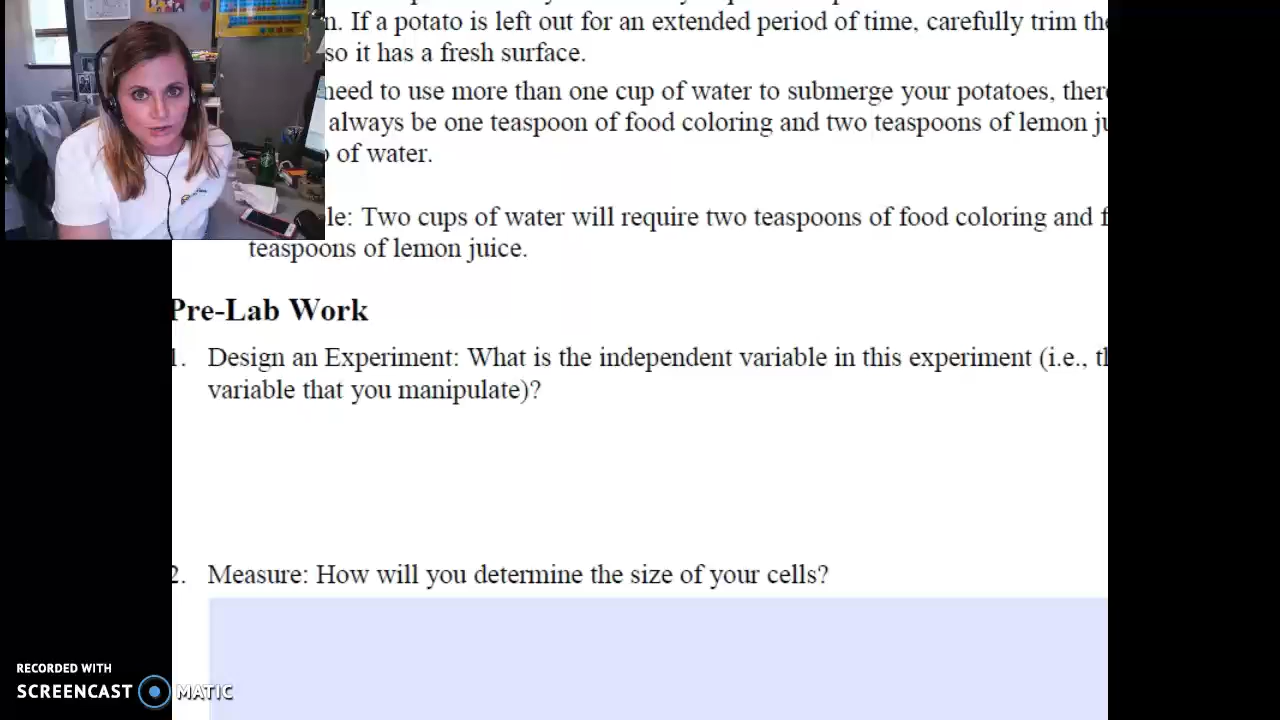 n. If a potato is left out for an extended period of time, carefully trim the
so it has a fresh surface.
need to use more than one cup of water to submerge your potatoes, there
always be one teaspoon of food coloring and two teaspoons of lemon ju
of water.
le: Two cups of water will require two teaspoons of food coloring and f
teaspoons of lemon juice.
Pre-Lab Work
1. Design an Experiment: What is the independent variable in this experiment (i.e., th
variable that you manipulate)?
2. Measure: How will you determine the size of your cells?
RECORDED WITH
SCREENCAST MATIC